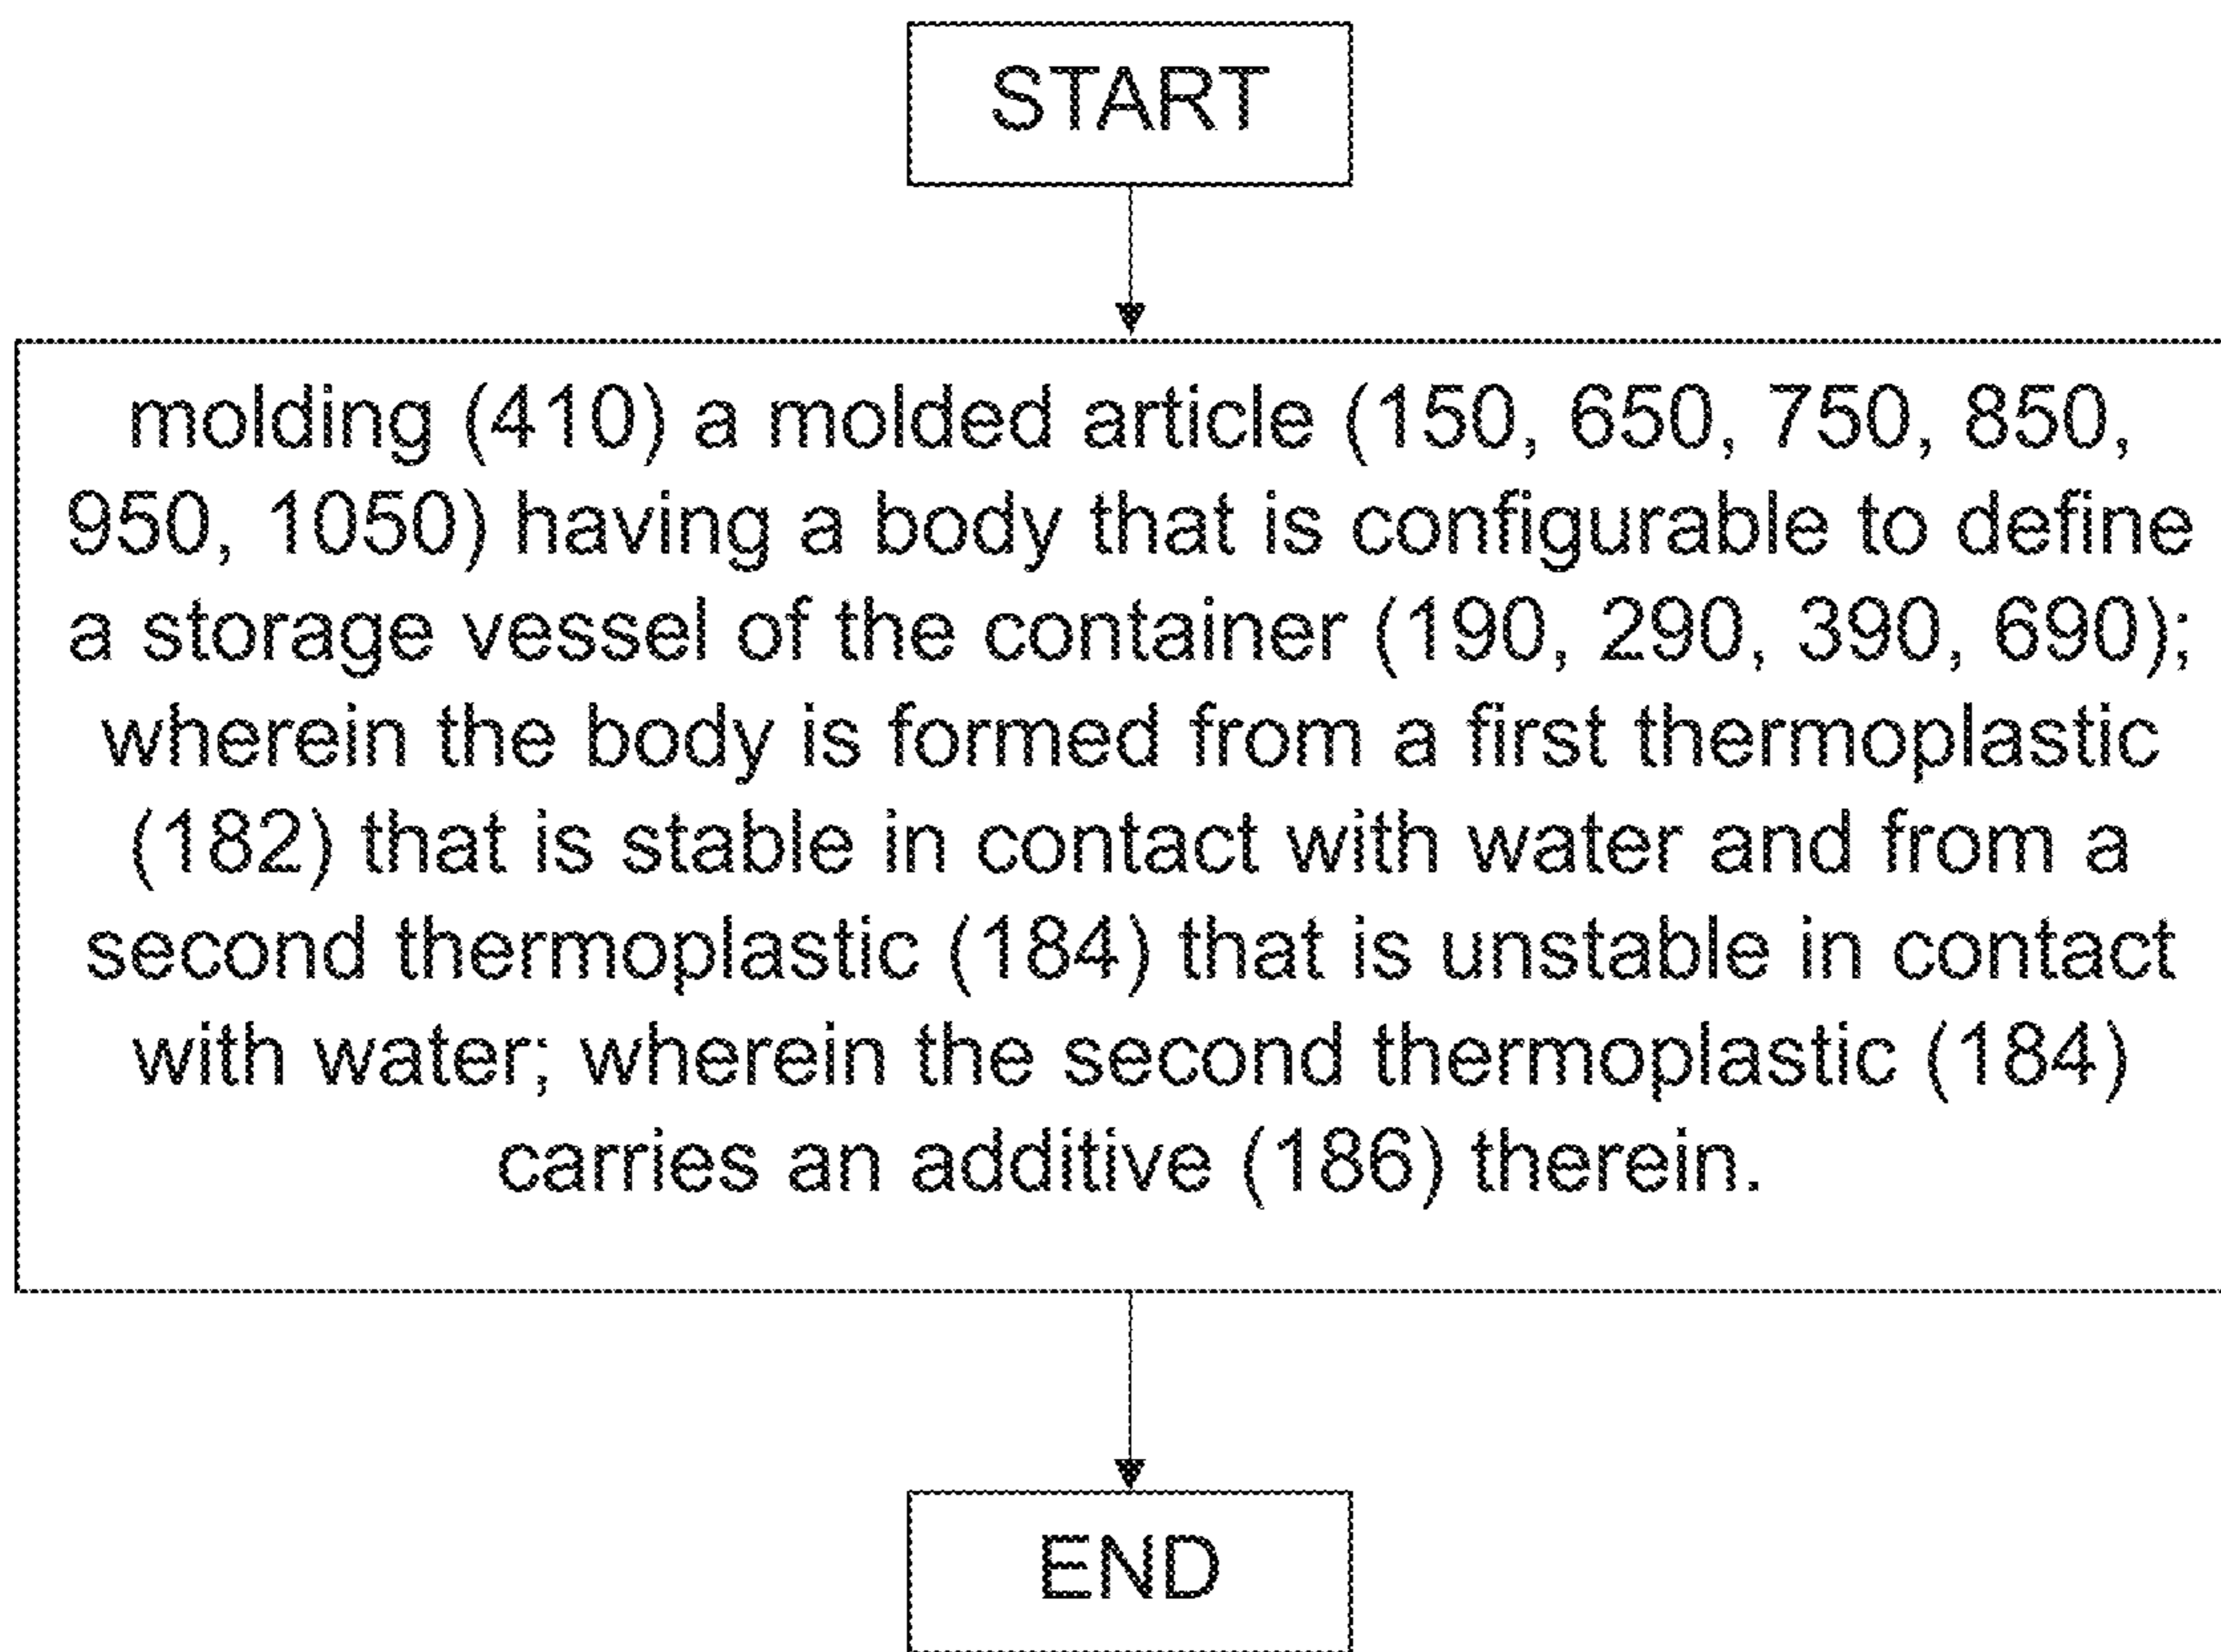 START
molding (410) a molded article (150, 650, 750, 850,
950, 1050) having a body that is configurable to define
a storage vessel of the container (190, 290, 390, 690);
wherein the body is formed from a first thermoplastic
(182) that is stable in contact with water and from a
second thermoplastic (184) that is unstable in contact
with water; wherein the second thermoplastic (184)
carries an additive (186) therein.
END